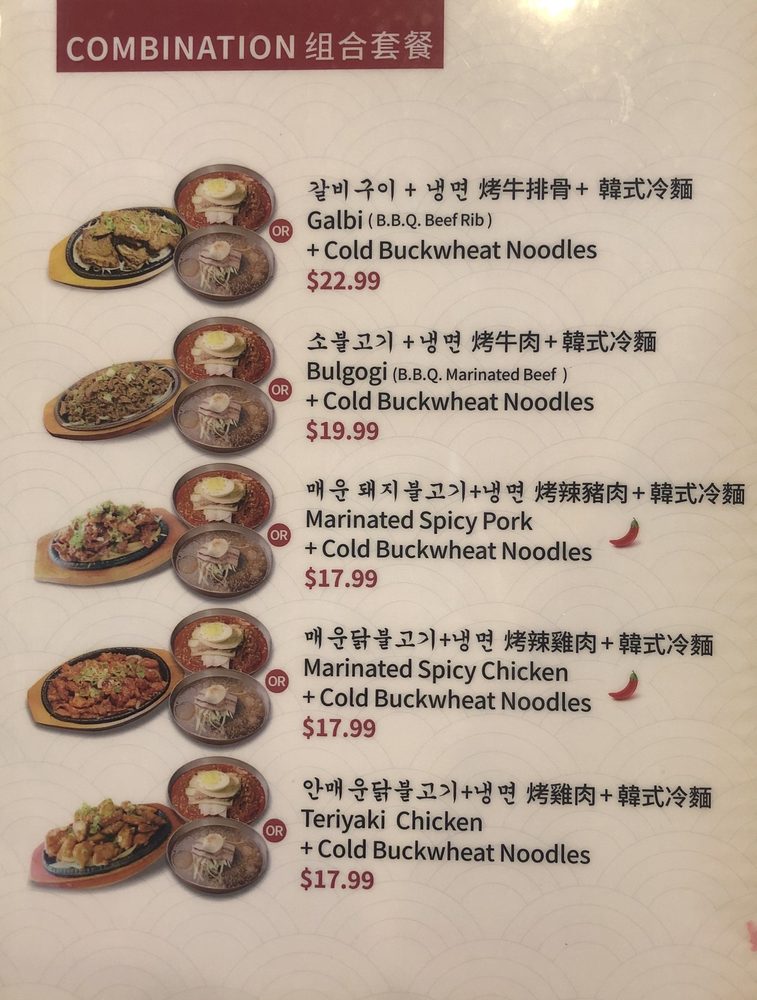 COMBINATION 组合套餐
갈비구이 + 냉면 烤牛排骨+ 韓式冷麵
OR
Galbi ( B.B.Q. Beef Rib )
+ Cold Buckwheat Noodles
$22.99
소불고기 +냉면 烤牛肉+韓式冷麵
Bulgogi (B.B.Q. Marinated Beef )
OR
+ Cold Buckwheat Noodles
$19.99
매운 돼지불고기+냉면 烤辣豬肉+韓式冷麵
Marinated Spicy Pork
OR
+ Cold Buckwheat Noodles
$17.99
매운닭불고기+냉면 烤辣雞肉+韓式冷麵
Marinated Spicy Chicken
OR
+ Cold Buckwheat Noodles
$17.99
안매운닭불고기+냉면 烤雞肉+韓式冷麵
Teriyaki Chicken
OR
+ Cold Buckwheat Noodles
$17.99